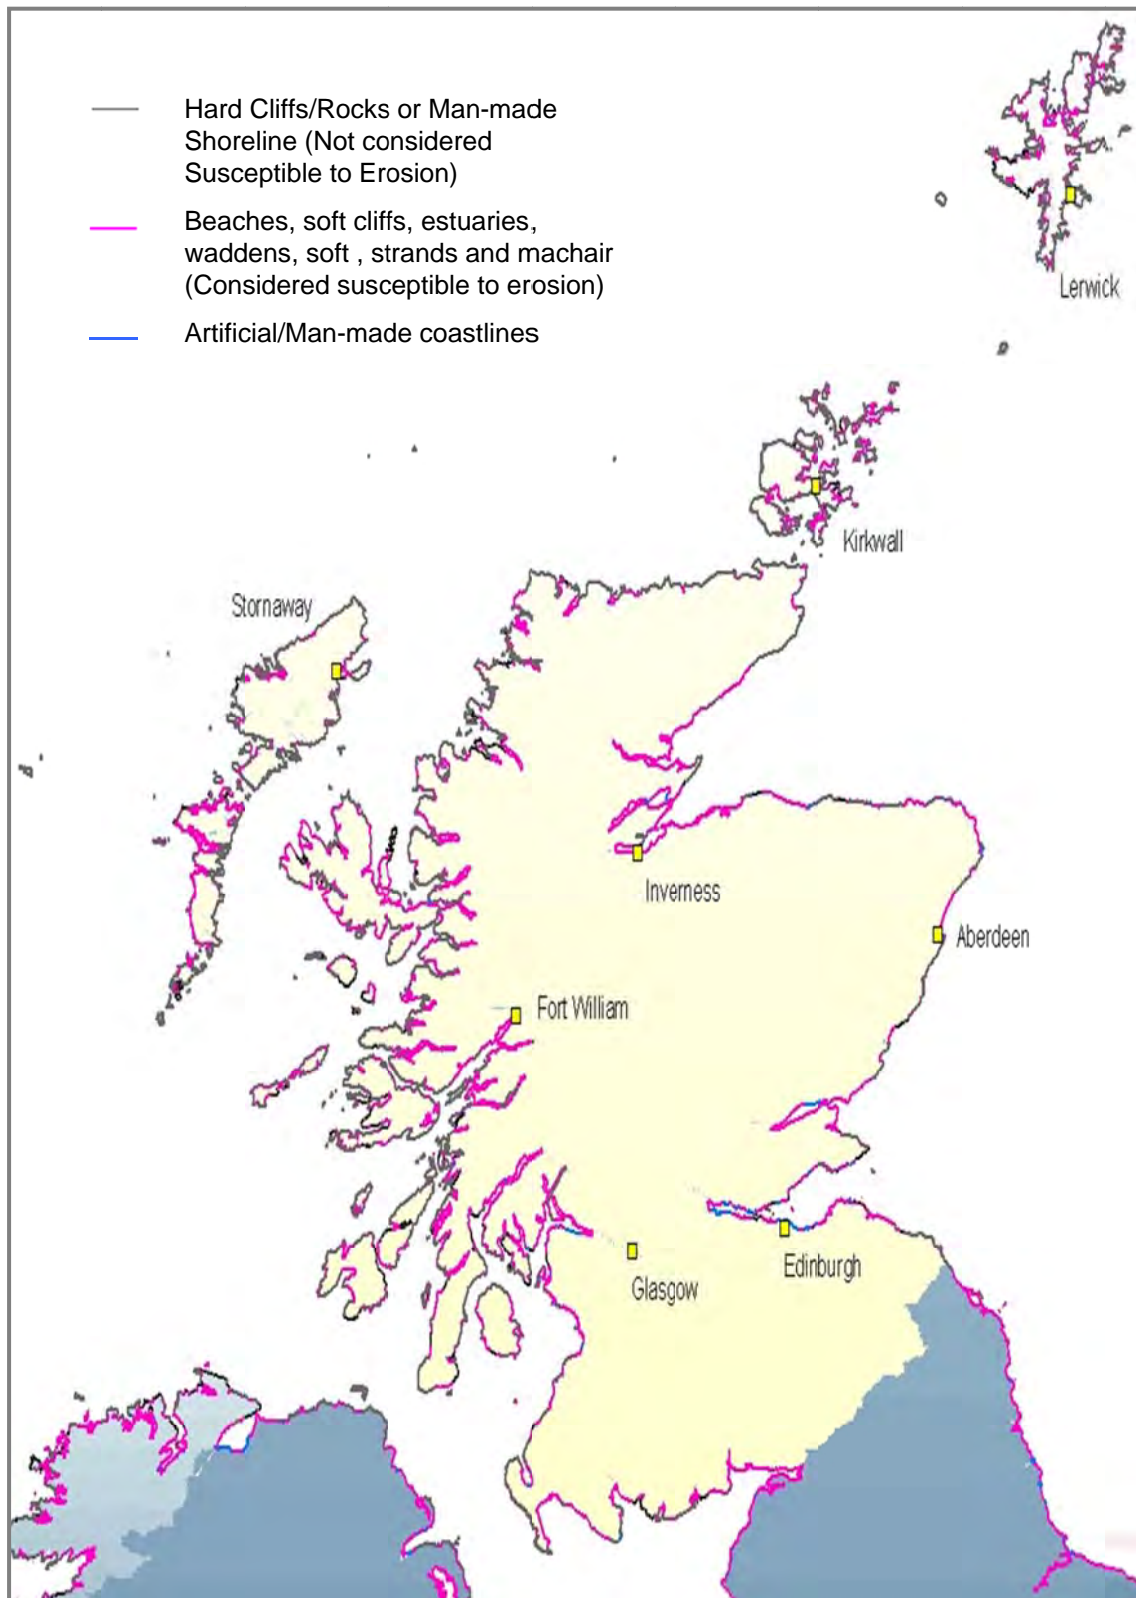 Hard Cliffs/Rocks or Man-made
Shoreline (Not considered
Susceptible to Erosion)
Beaches, soft cliffs, estuaries,
waddens, soft , strands and machair
(Considered susceptible to erosion)
Artificial/Man-made coastlines
Lerwick
Kirkwall
Stornaway
Inverness
Aberdeen
Fort William
Edinburgh
Glasgow